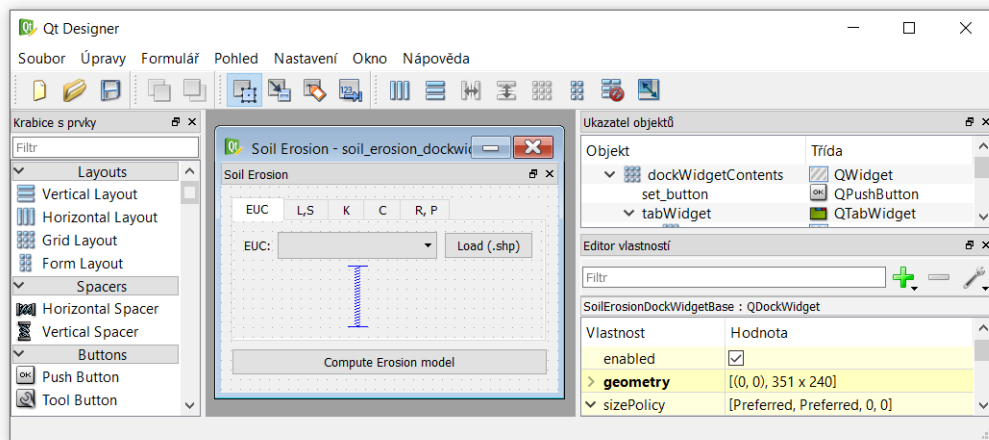 Qt Designer
Soubor Úpravy Formulář Pohled Nastavení Okno Nápověda
Krabice s prvky
Filtr
Layouts
Vertical Layout
Horizontal Layout
Grid Layout
Form Layout
Spacers
Horizontal Spacer
Vertical Spacer
Buttons
Push Button
Tool Button
Soil Erosion - soil_erosion_dockwi
Soil Erosion
EUC L,S K C R, P
EUC: Load (.shp)
Compute Erosion model
Ukazatel objektů
Objekt Třída
dockWidgetContents QWidget
set_button QPushButton
tabWidget QTabWidget
Editor vlastností
Filtr
SoilErosionDockWidgetBase : QDockWidget
Vlastnost Hodnota
enabled
geometry [(0, 0), 351 x 240]
sizePolicy [Preferred, Preferred, 0, 0]